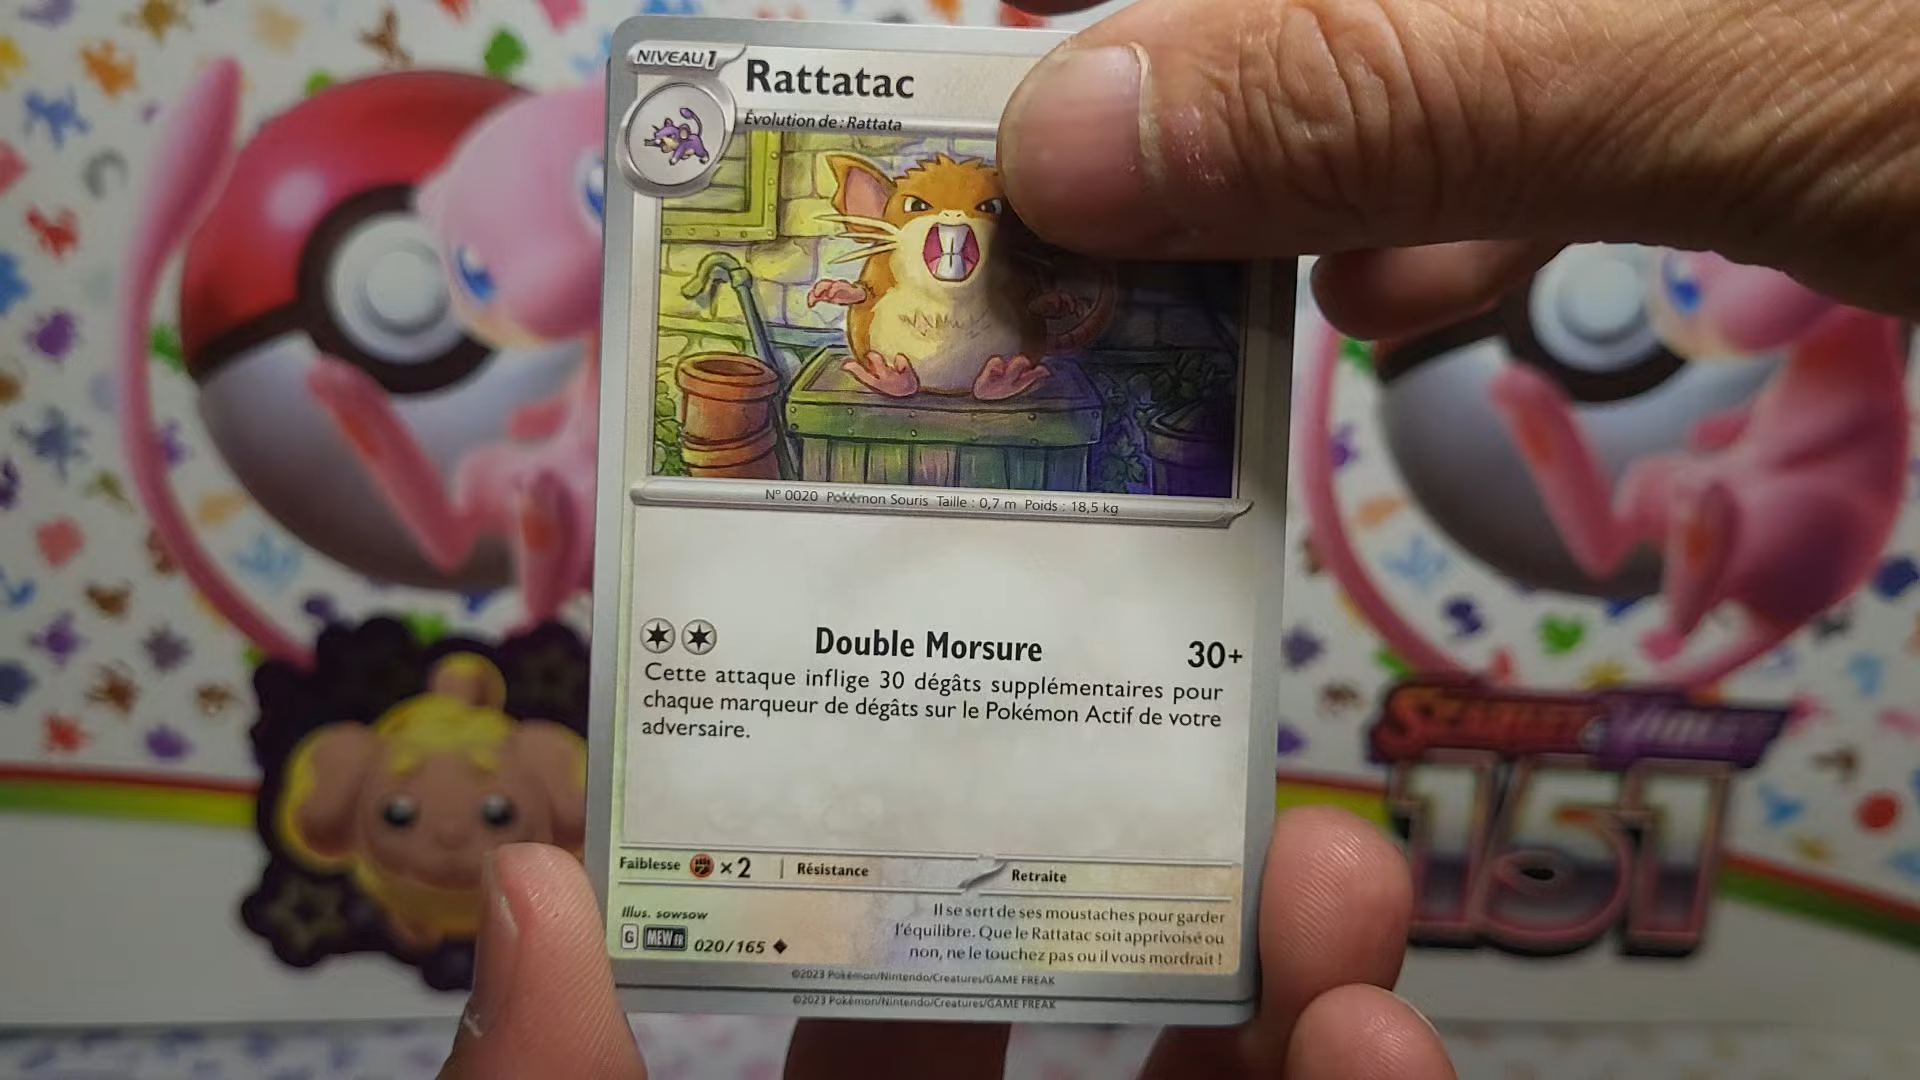 NIVEAU 1
Rattatac
Évolution de : Rattata
N° 0020 Pokémon Souris Taille : 0,7 m Poids : 18,5 kg
Double Morsure 30+
Cette attaque inflige 30 dégâts supplémentaires pour
chaque marqueur de dégâts sur le Pokémon Actif de votre
adversaire.
Faiblesse ×2 Résistance Retraite
Illus. sowsow
G MEW FR 020/165
Il se sert de ses moustaches pour garder
l'équilibre. Que le Rattatac soit apprivoisé ou
non, ne le touchez pas ou il vous mordrait !
©2023 Pokémon/Nintendo/Creatures/GAME FREAK
©2023 Pokémon/Nintendo/Creatures/GAME FREAK
SCARLET & VIOLET
151